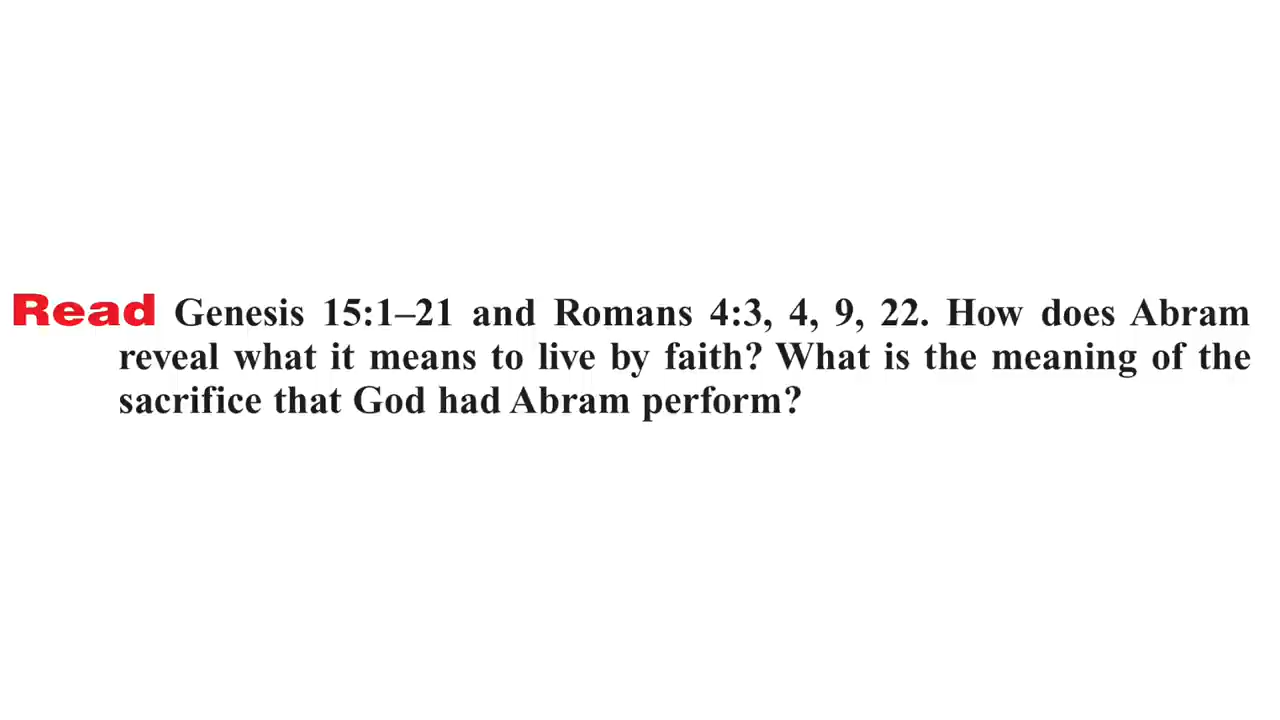 Read Genesis 15:1–21 and Romans 4:3, 4, 9, 22. How does Abram
reveal what it means to live by faith? What is the meaning of the
sacrifice that God had Abram perform?